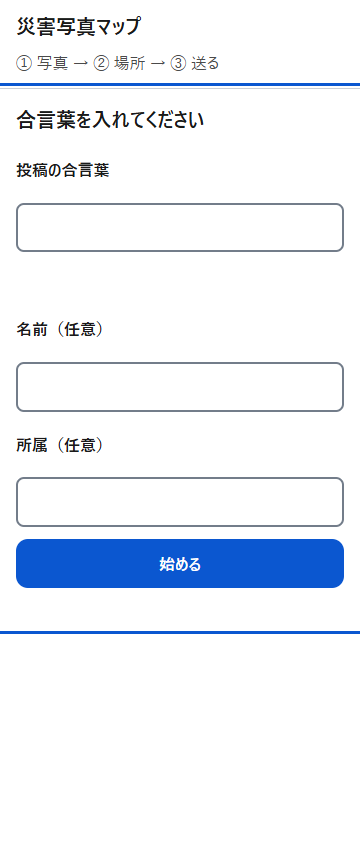 災害写真マップ
① 写真 → ② 場所 → ③ 送る
合言葉を入れてください
投稿の合言葉
名前（任意）
所属（任意）
始める